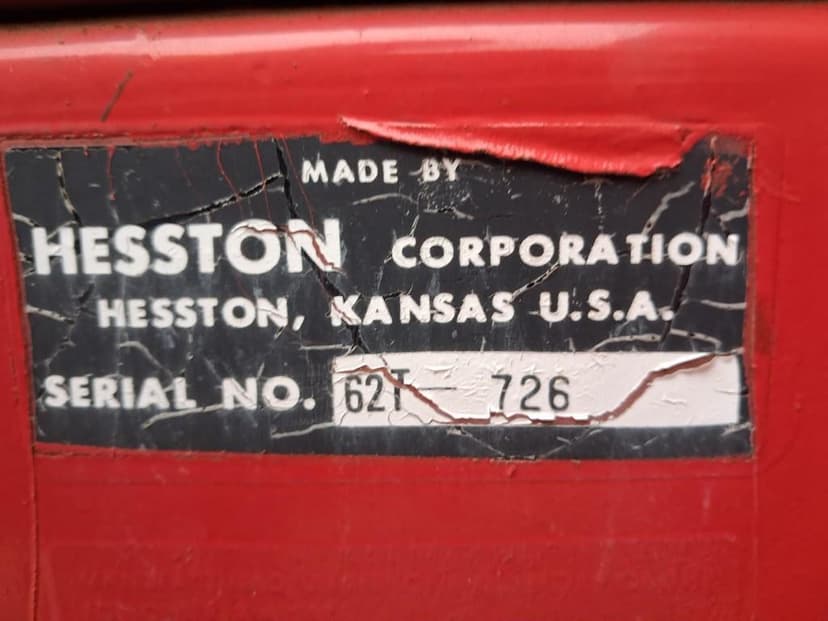 MADE BY
HESSTON CORPORATION
HESSTON, KANSAS U.S.A.
SERIAL NO. 62T— 726